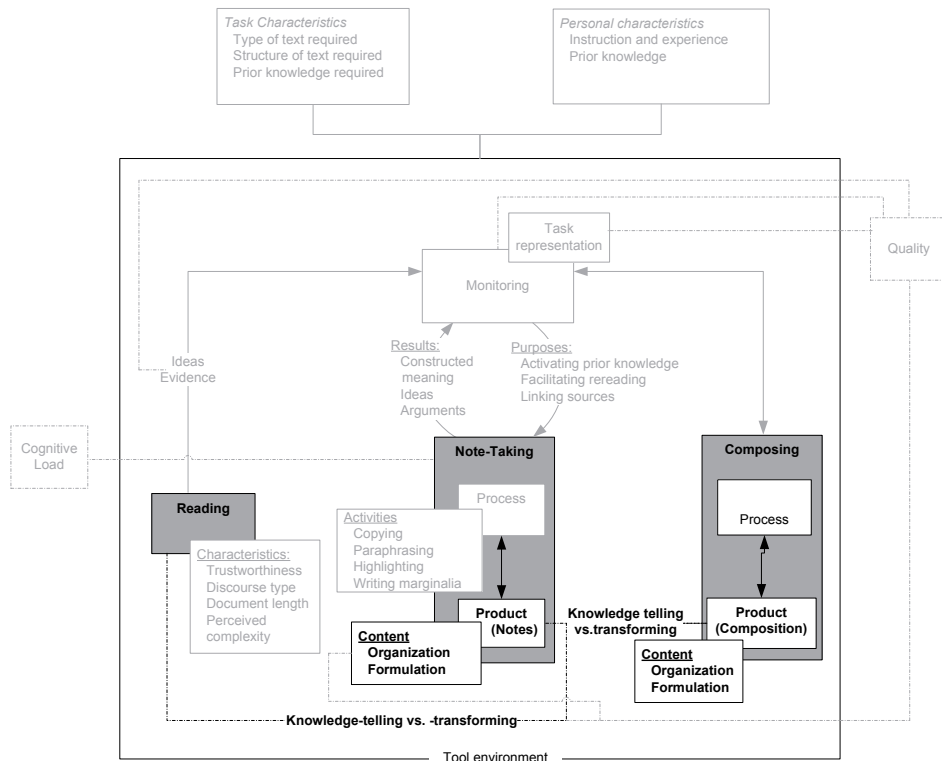 Task Characteristics
Type of text required
Structure of text required
Prior knowledge required
Personal characteristics
Instruction and experience
Prior knowledge
Task
representation
Quality
Monitoring
Ideas
Evidence
Results:
Constructed
meaning
Ideas
Arguments
Purposes:
Activating prior knowledge
Facilitating rereading
Linking sources
Cognitive
Load
Reading
Characteristics:
Trustworthiness
Discourse type
Document length
Perceived
complexity
Note-Taking
Process
Activities
Copying
Paraphrasing
Highlighting
Writing marginalia
Product
(Notes)
Content
Organization
Formulation
Composing
Process
Knowledge telling
vs.transforming
Product
(Composition)
Content
Organization
Formulation
Knowledge-telling vs. -transforming
Tool environment